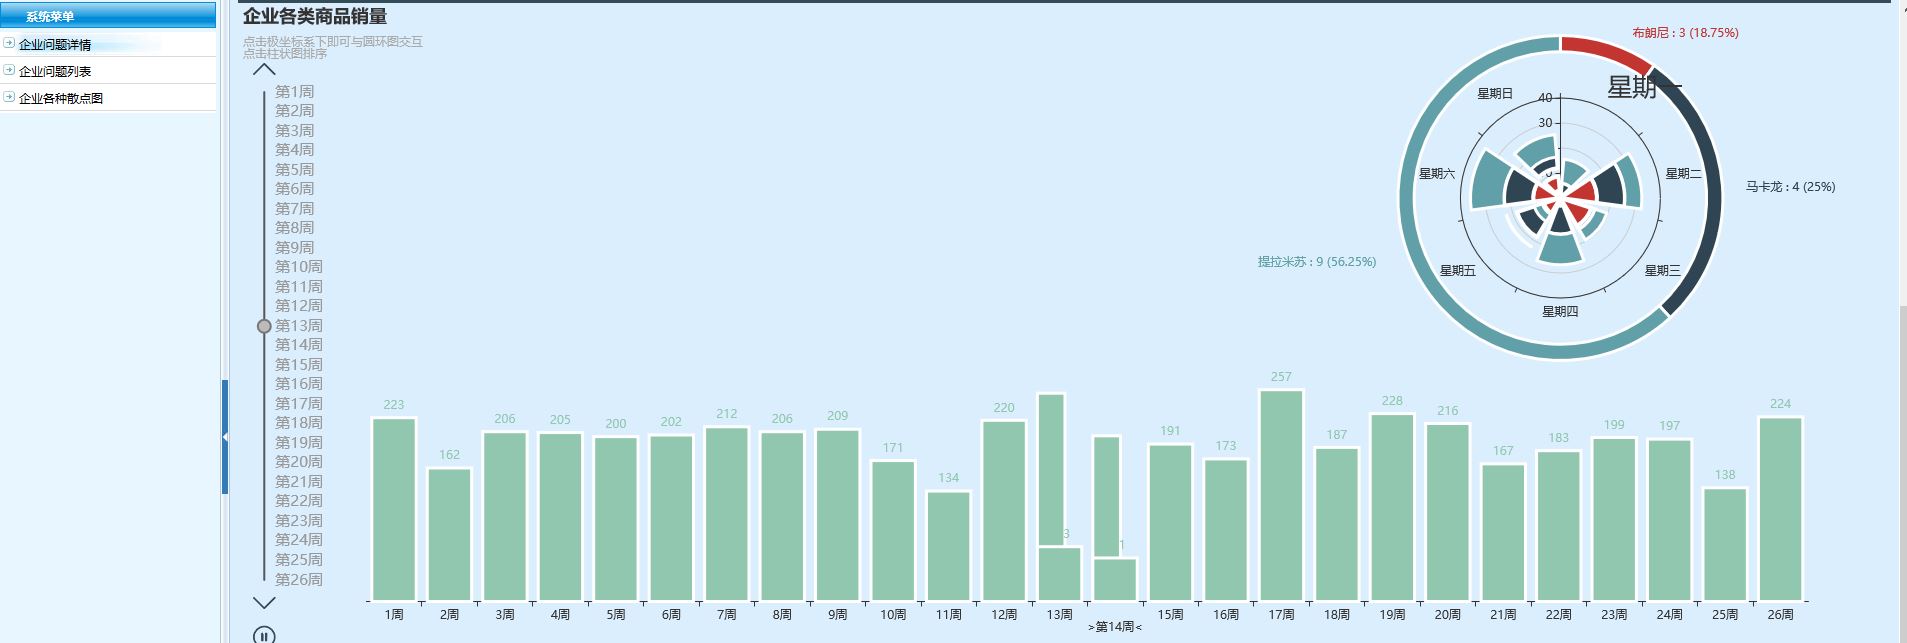 系统菜单
企业问题详情
企业问题列表
企业各种散点图
企业各类商品销量
点击极坐标系下即可与圆环图交互
点击柱状图排序
第1周
第2周
第3周
第4周
第5周
第6周
第7周
第8周
第9周
第10周
第11周
第12周
第13周
第14周
第15周
第16周
第17周
第18周
第19周
第20周
第21周
第22周
第23周
第24周
第25周
第26周
布朗尼 : 3 (18.75%)
星期一
星期日
40
30
星期六
星期二
马卡龙 : 4 (25%)
提拉米苏 : 9 (56.25%)
星期五
星期三
星期四
223
162
206
205
200
202
212
206
209
171
134
220
191
173
257
187
228
216
167
183
199
197
138
224
1周
2周
3周
4周
5周
6周
7周
8周
9周
10周
11周
12周
13周
>第14周<
15周
16周
17周
18周
19周
20周
21周
22周
23周
24周
25周
26周